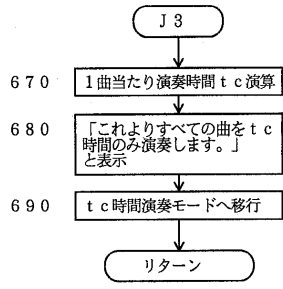 J3
670
1曲当たり演奏時間tc演算
680
「これよりすべての曲をtc
時間のみ演奏します。」
と表示
690
tc時間演奏モードへ移行
リターン